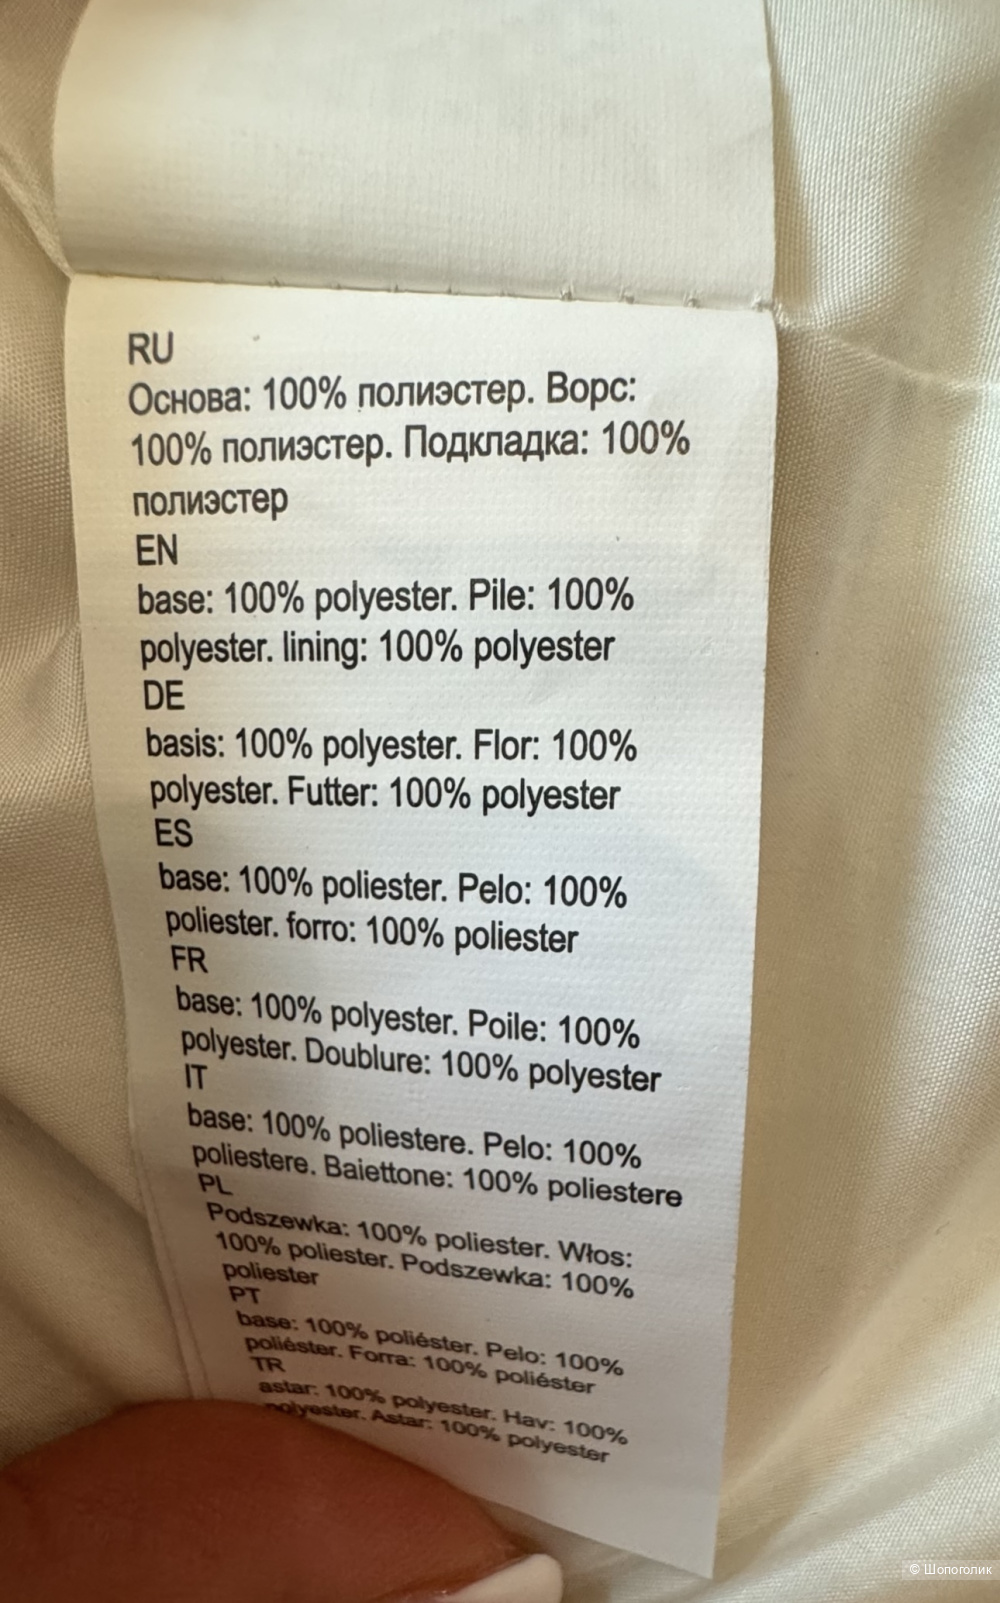 RU
Основа: 100% полиэстер. Ворс:
100% полиэстер. Подкладка: 100%
полиэстер
EN
base: 100% polyester. Pile: 100%
polyester. lining: 100% polyester
DE
basis: 100% polyester. Flor: 100%
polyester. Futter: 100% polyester
ES
base: 100% poliester. Pelo: 100%
poliester. forro: 100% poliester
FR
base: 100% polyester. Poile: 100%
polyester. Doublure: 100% polyester
IT
base: 100% poliestere. Pelo: 100%
poliestere. Baiettone: 100% poliestere
PL
Podszewka: 100% poliester. Włos:
100% poliester. Podszewka: 100%
poliester
PT
base: 100% poliéster. Pelo: 100%
poliéster. Forra: 100% poliéster
TR
astar: 100% polyester. Hav: 100%
polyester. Astar: 100% polyester
© Шопоголик